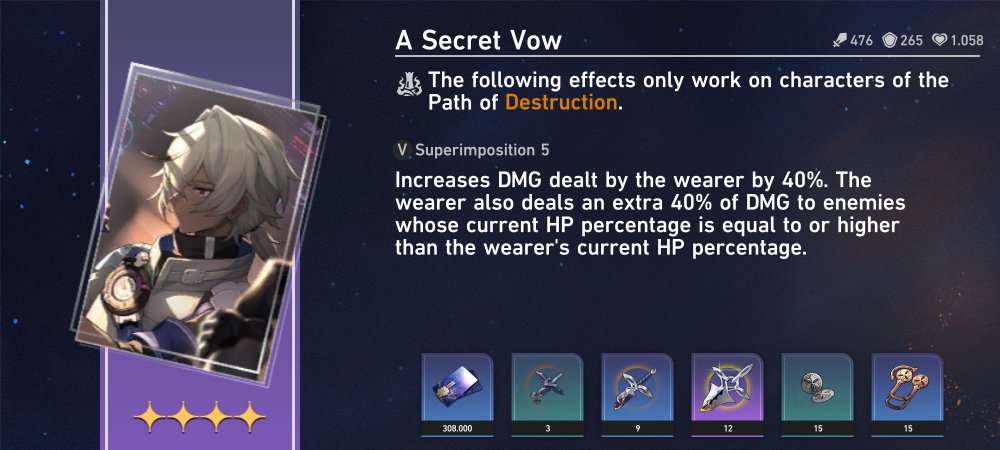 A Secret Vow
476 265 1.058
The following effects only work on characters of the
Path of Destruction.
V Superimposition 5
Increases DMG dealt by the wearer by 40%. The
wearer also deals an extra 40% of DMG to enemies
whose current HP percentage is equal to or higher
than the wearer's current HP percentage.
308.000 3 9 12 15 15